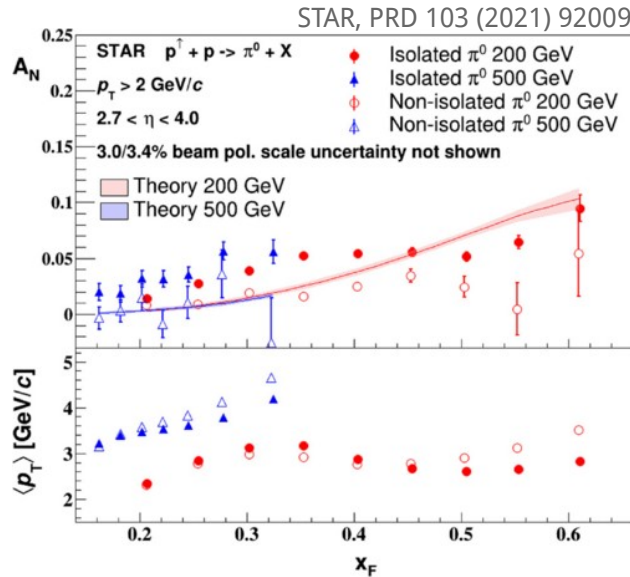 STAR, PRD 103 (2021) 92009
0.25
A_N
STAR p↑ + p -> π⁰ + X
Isolated π⁰ 200 GeV
Isolated π⁰ 500 GeV
0.2
p_T > 2 GeV/c
Non-isolated π⁰ 200 GeV
2.7 < η < 4.0
Non-isolated π⁰ 500 GeV
0.15
3.0/3.4% beam pol. scale uncertainty not shown
Theory 200 GeV
Theory 500 GeV
0.1
0.05
0
5
4
3
2
⟨p_T⟩ [GeV/c]
0.2 0.3 0.4 0.5 0.6
x_F